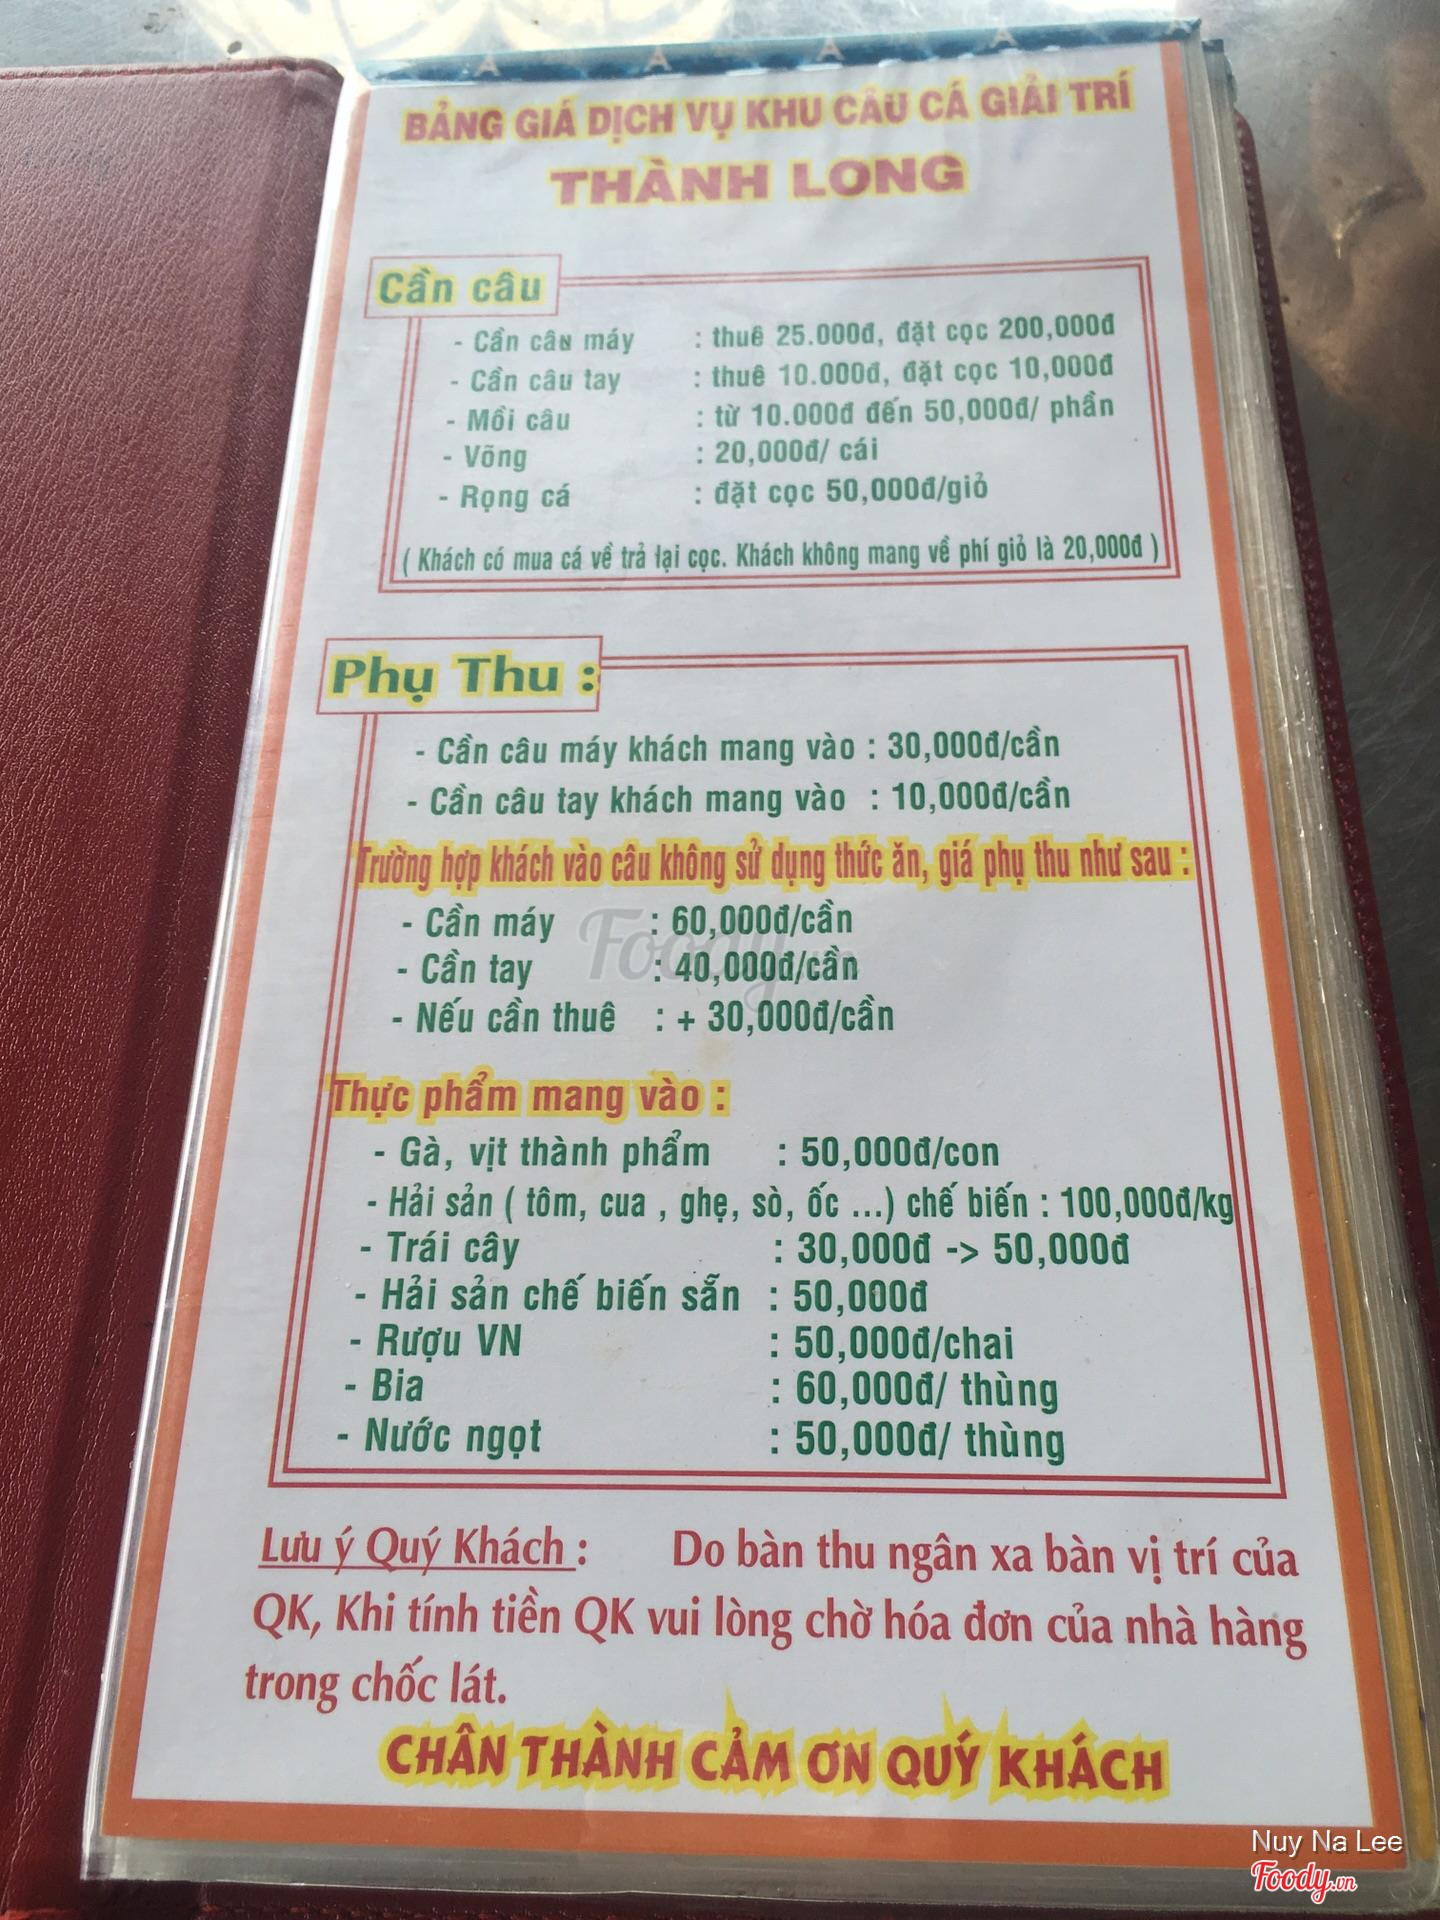 BẢNG GIÁ DỊCH VỤ KHU CÂU CÁ GIẢI TRÍ
THÀNH LONG
Cần câu
- Cần câu máy : thuê 25.000đ, đặt cọc 200,000đ
- Cần câu tay : thuê 10.000đ, đặt cọc 10,000đ
- Mồi câu : từ 10.000đ đến 50,000đ/ phần
- Võng : 20,000đ/ cái
- Rọng cá : đặt cọc 50,000đ/giỏ
( Khách có mua cá về trả lại cọc. Khách không mang về phí giỏ là 20,000đ )
Phụ Thu :
- Cần câu máy khách mang vào : 30,000đ/cần
- Cần câu tay khách mang vào : 10,000đ/cần
Trường hợp khách vào câu không sử dụng thức ăn, giá phụ thu như sau :
- Cần máy : 60,000đ/cần
- Cần tay : 40,000đ/cần
- Nếu cần thuê : + 30,000đ/cần
Foody.vn
Thực phẩm mang vào :
- Gà, vịt thành phẩm : 50,000đ/con
- Hải sản ( tôm, cua , ghẹ, sò, ốc ...) chế biến : 100,000đ/kg
- Trái cây : 30,000đ -> 50,000đ
- Hải sản chế biến sẵn : 50,000đ
- Rượu VN : 50,000đ/chai
- Bia : 60,000đ/ thùng
- Nước ngọt : 50,000đ/ thùng
Lưu ý Quý Khách : Do bàn thu ngân xa bàn vị trí của
QK, Khi tính tiền QK vui lòng chờ hóa đơn của nhà hàng
trong chốc lát.
CHÂN THÀNH CẢM ƠN QUÝ KHÁCH
Nuy Na Lee
Foody.vn